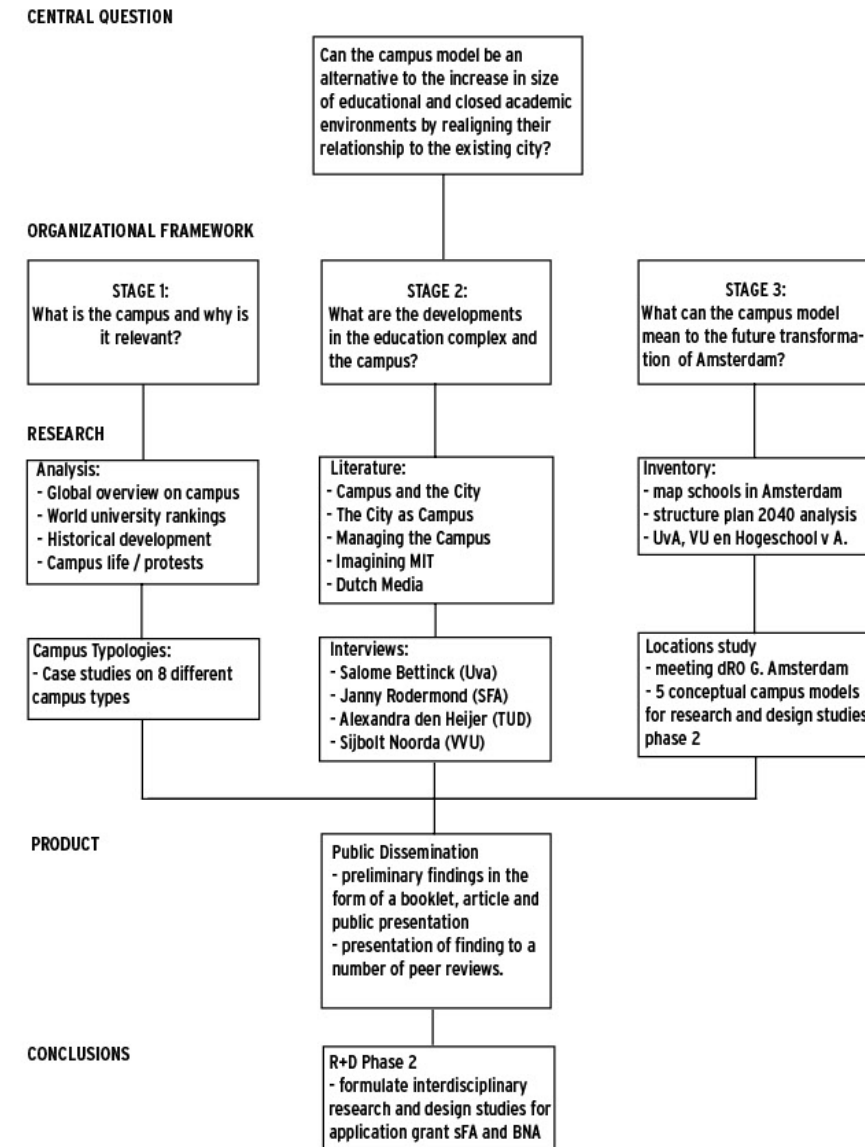 CENTRAL QUESTION
Can the campus model be an
alternative to the increase in size
of educational and closed academic
environments by realigning their
relationship to the existing city?
ORGANIZATIONAL FRAMEWORK
STAGE 1:
What is the campus and why is
it relevant?
STAGE 2:
What are the developments
in the education complex and
the campus?
STAGE 3:
What can the campus model
mean to the future transforma-
tion of Amsterdam?
RESEARCH
Analysis:
- Global overview on campus
- World university rankings
- Historical development
- Campus life / protests
Literature:
- Campus and the City
- The City as Campus
- Managing the Campus
- Imagining MIT
- Dutch Media
Inventory:
- map schools in Amsterdam
- structure plan 2040 analysis
- UvA, VU en Hogeschool v A.
Campus Typologies:
- Case studies on 8 different
campus types
Interviews:
- Salome Bettinck (Uva)
- Janny Rodermond (SFA)
- Alexandra den Heijer (TUD)
- Sijbolt Noorda (VVU)
Locations study
- meeting dRO G. Amsterdam
- 5 conceptual campus models
for research and design studies
phase 2
PRODUCT
Public Dissemination
- preliminary findings in the
form of a booklet, article and
public presentation
- presentation of finding to a
number of peer reviews.
CONCLUSIONS
R+D Phase 2
- formulate interdisciplinary
research and design studies for
application grant sFA and BNA